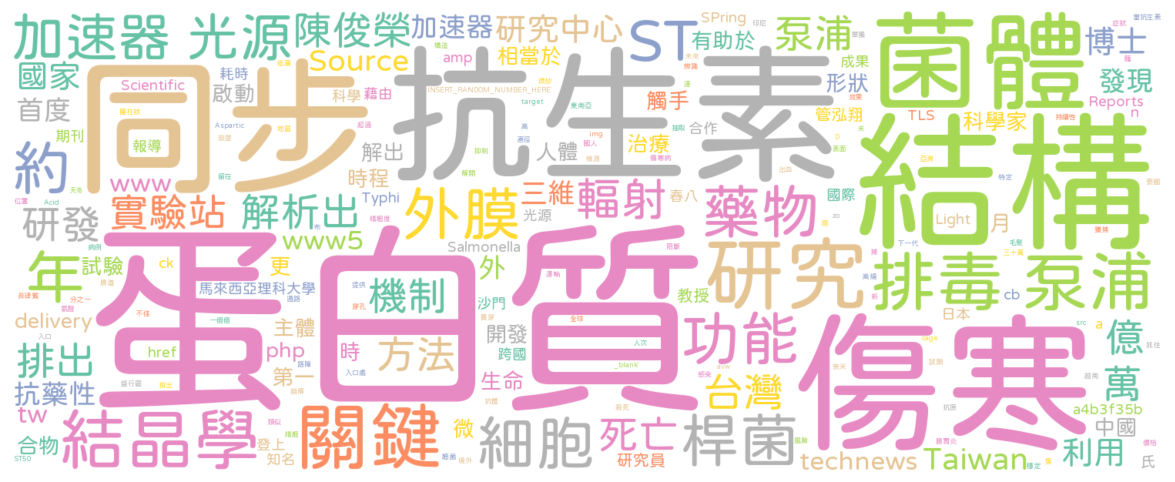 加速器 光源
陳俊榮
加速器
研究中心
ST
SPring
有助於
泵浦
菌體
博士
國家
Scientific
耗時
啟動
Source
amp
相當於
成果
形狀
發現
首度
同步
科學
藉由
INSERT_RANDOM_NUMBER_HERE
target
抗生素
觸手
管泓翔
TLS
科學家
Reports
n
期刊
報導
Aspartic
解出
人體
img
治療
合作
約
www
時程
Typhi
三維
輻射
春八
國際
結構
研發
實驗站
解析出
外膜
光源
藥物
Light
月
Acid
www5
Salmonella
年
試驗
ck
更
外
研究
排毒 泵浦
馬來西亞理科大學
機制
沙門
教授
cb
日本
delivery
主體
蛋白質
開發
功能
傷寒
億
src
a
排出
href
php
時
方法
跨國
全球
_blank
抗藥性
第一
生命
台灣
萬
tw
結晶學
關鍵
微
細胞
死亡
桿菌
a4b3f35b
中國
合物
登上
知名
研究員
technews
Taiwan
利用
氏
ST50